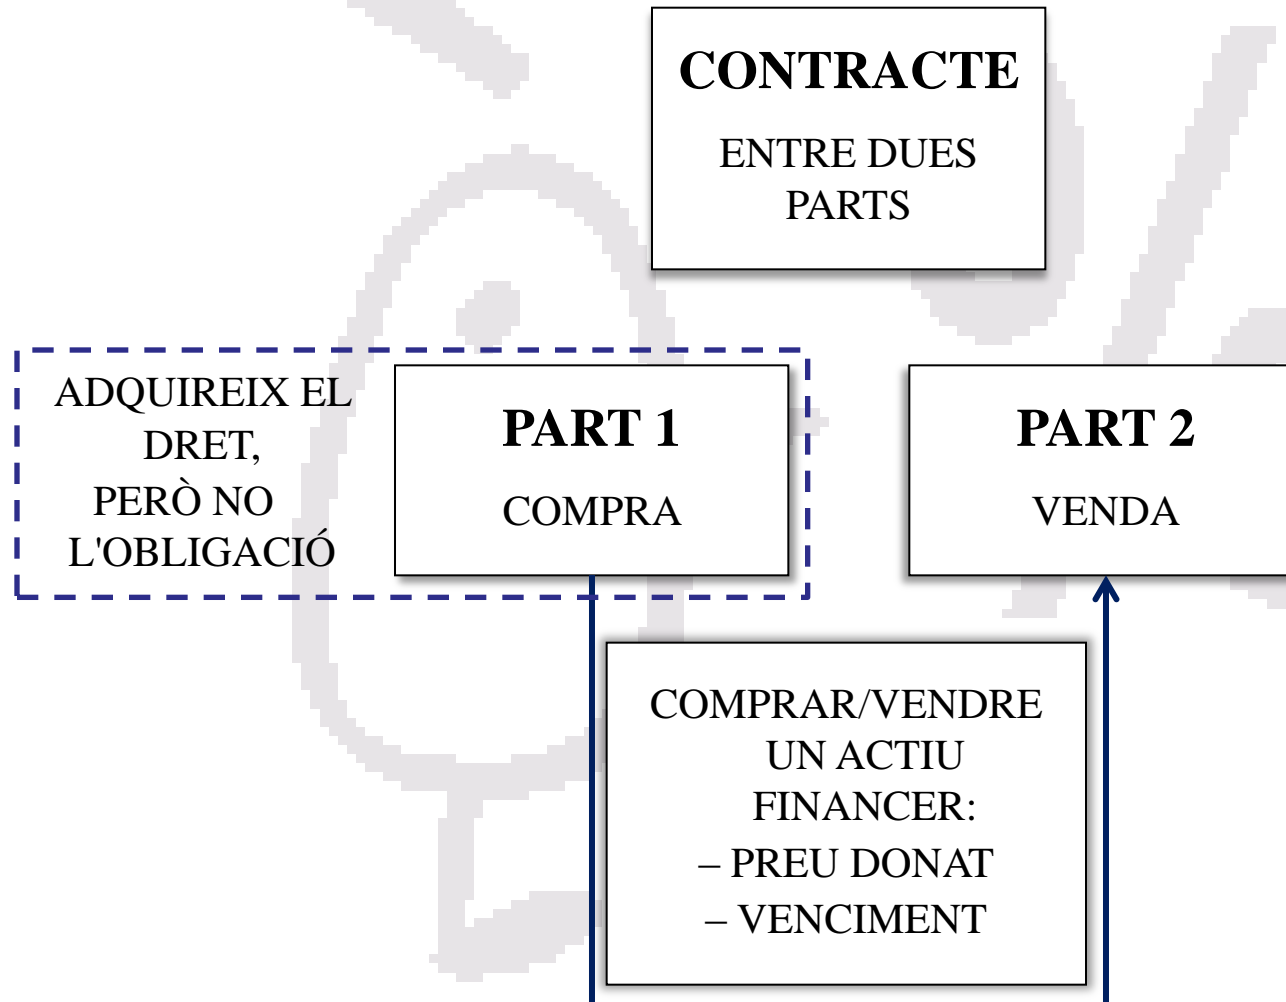 CONTRACTE
ENTRE DUES
PARTS
ADQUIREIX EL
DRET,
PERÒ NO
L'OBLIGACIÓ
PART 1
COMPRA
PART 2
VENDA
COMPRAR/VENDRE
UN ACTIU
FINANCER:
– PREU DONAT
– VENCIMENT